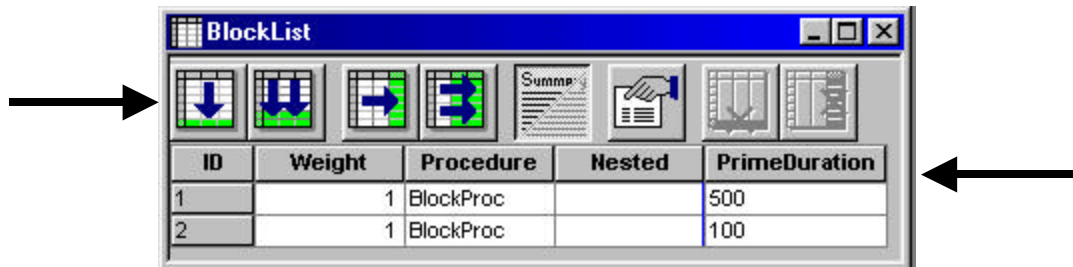 BlockList
Summary
ID Weight Procedure Nested PrimeDuration
1 1 BlockProc 500
2 1 BlockProc 100